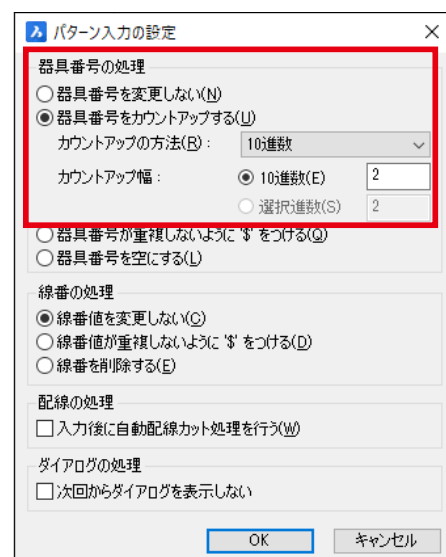 パターン入力の設定
器具番号の処理
器具番号を変更しない(N)
器具番号をカウントアップする(U)
カウントアップの方法(R)： 10進数
カウントアップ幅： 10進数(E) 2
選択進数(S) 2
器具番号が重複しないように '$' をつける(Q)
器具番号を空にする(L)
線番の処理
線番値を変更しない(C)
線番値が重複しないように '$' をつける(D)
線番を削除する(E)
配線の処理
入力後に自動配線カット処理を行う(W)
ダイアログの処理
次回からダイアログを表示しない
OK キャンセル